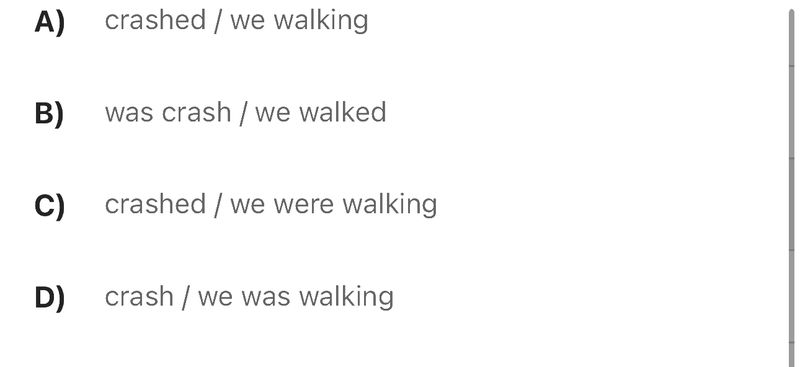 A) crashed / we walking
B) was crash / we walked
C) crashed / we were walking
D) crash / we was walking